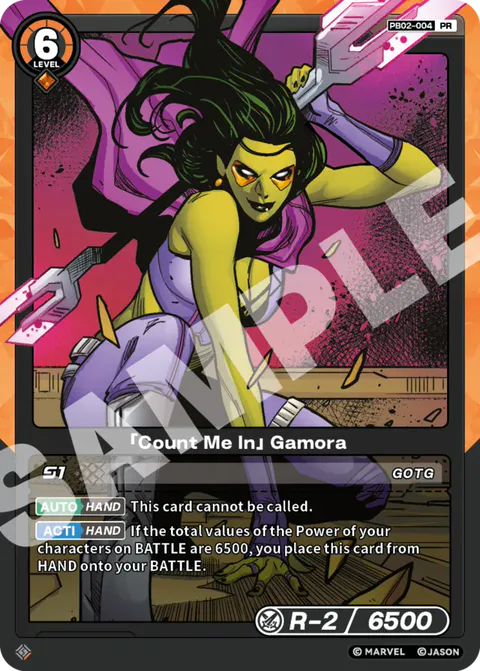 6
LEVEL
PB02-004 PR
SAMPLE
「Count Me In」 Gamora
S1 GOTG
AUTO HAND This card cannot be called.
ACTI HAND If the total values of the Power of your
characters on BATTLE are 6500, you place this card from
HAND onto your BATTLE.
R-2 / 6500
© MARVEL ©JASON